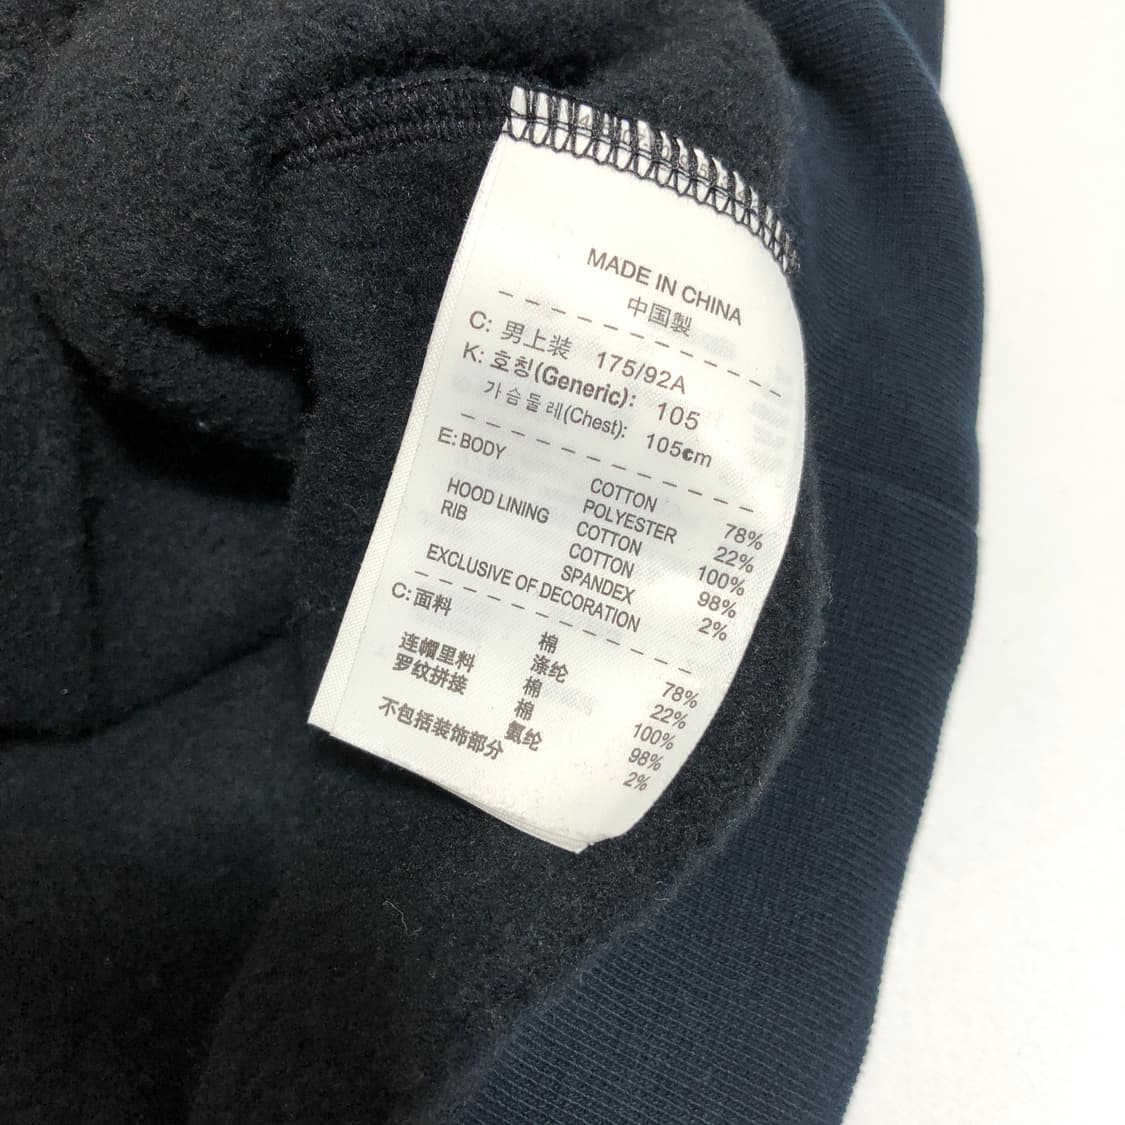 MADE IN CHINA
中国製
C: 男上装 175/92A
K: 호칭(Generic): 105
가슴둘레(Chest): 105cm
E: BODY COTTON 78%
POLYESTER 22%
HOOD LINING COTTON 100%
RIB COTTON 98%
SPANDEX 2%
EXCLUSIVE OF DECORATION
C: 面料 棉 78%
涤纶 22%
连帽里料 棉 100%
罗纹拼接 棉 98%
氨纶 2%
不包括装饰部分